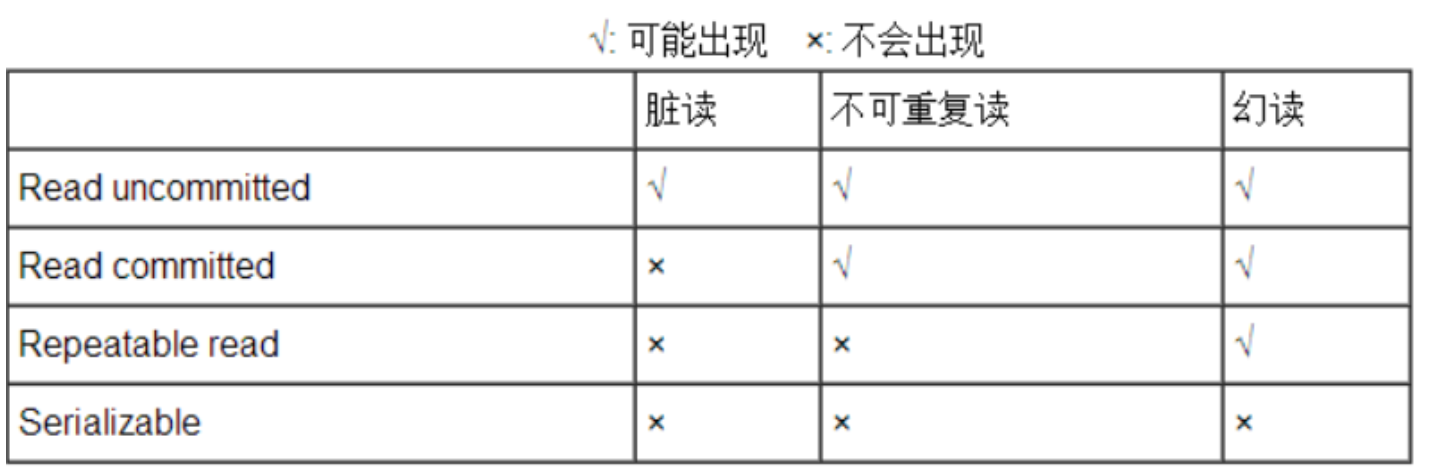 √: 可能出现 ×: 不会出现
脏读 不可重复读 幻读
Read uncommitted √ √ √
Read committed × √ √
Repeatable read × × √
Serializable × × ×